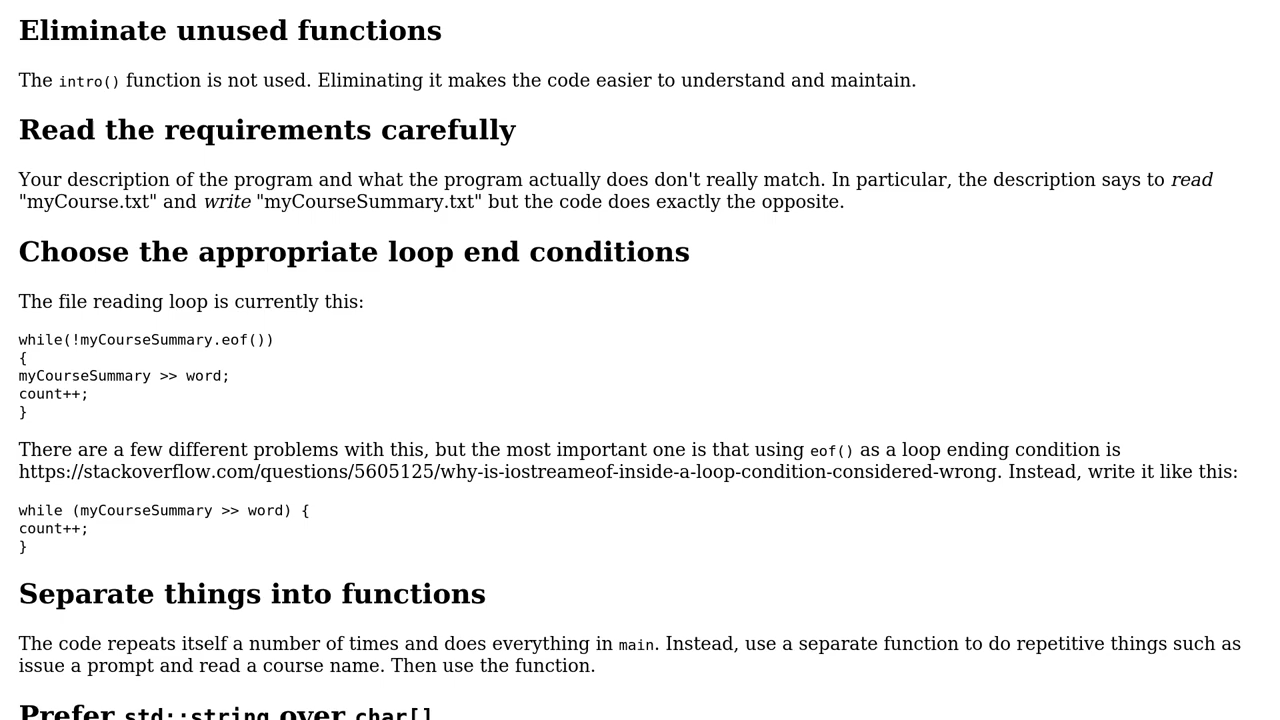 Eliminate unused functions
The intro() function is not used. Eliminating it makes the code easier to understand and maintain.
Read the requirements carefully
Your description of the program and what the program actually does don't really match. In particular, the description says to read
"myCourse.txt" and write "myCourseSummary.txt" but the code does exactly the opposite.
Choose the appropriate loop end conditions
The file reading loop is currently this:
while(!myCourseSummary.eof())
{
myCourseSummary >> word;
count++;
}
There are a few different problems with this, but the most important one is that using eof() as a loop ending condition is
https://stackoverflow.com/questions/5605125/why-is-iostreameof-inside-a-loop-condition-considered-wrong. Instead, write it like this:
while (myCourseSummary >> word) {
count++;
}
Separate things into functions
The code repeats itself a number of times and does everything in main. Instead, use a separate function to do repetitive things such as
issue a prompt and read a course name. Then use the function.
Prefer std::string over char[]